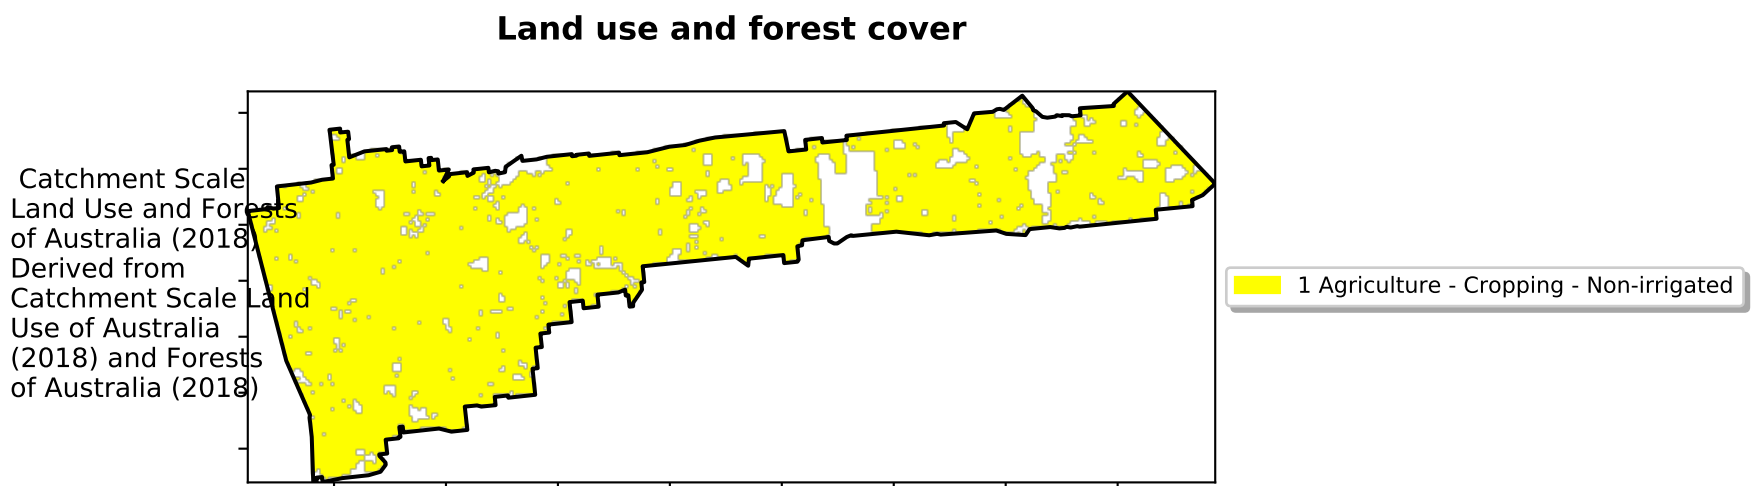 Land use and forest cover
Catchment Scale
Land Use and Forests
of Australia (2018)
Derived from
Catchment Scale Land
Use of Australia
(2018) and Forests
of Australia (2018)
1 Agriculture - Cropping - Non-irrigated